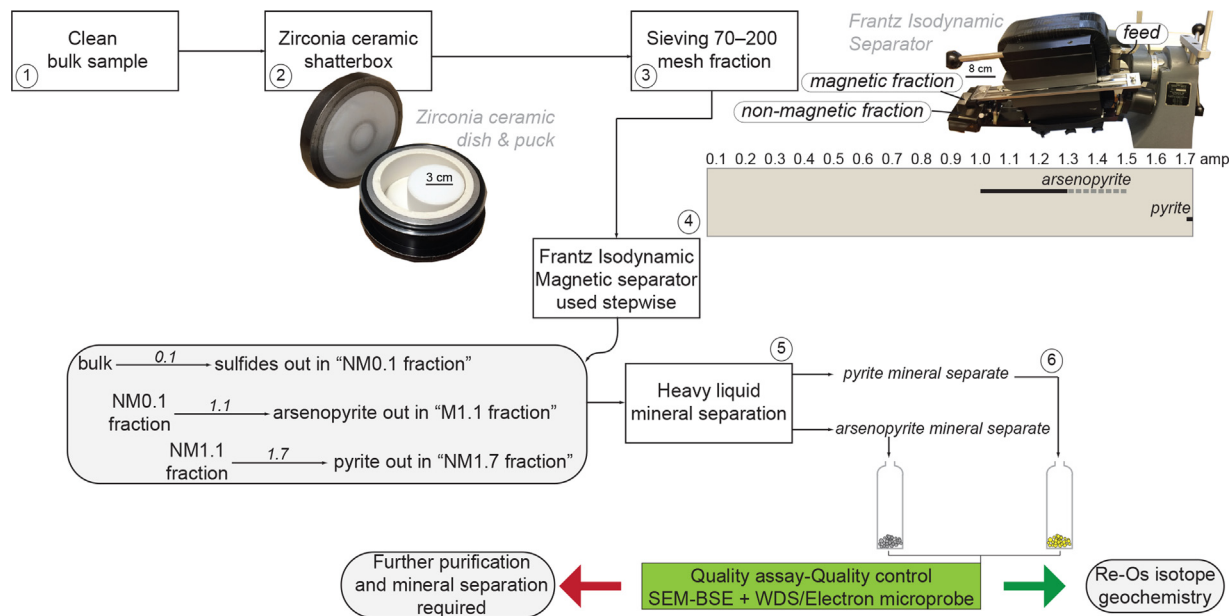 1
Clean
bulk sample
2
Zirconia ceramic
shatterbox
Zirconia ceramic
dish & puck
3 cm
3
Sieving 70–200
mesh fraction
Frantz Isodynamic
Separator
feed
8 cm
magnetic fraction
non-magnetic fraction
0.1 0.2 0.3 0.4 0.5 0.6 0.7 0.8 0.9 1.0 1.1 1.2 1.3 1.4 1.5 1.6 1.7 amp
arsenopyrite
pyrite
4
Frantz Isodynamic
Magnetic separator
used stepwise
bulk 0.1 sulfides out in “NM0.1 fraction”
NM0.1
fraction
1.1
arsenopyrite out in “M1.1 fraction”
NM1.1
fraction
1.7
pyrite out in “NM1.7 fraction”
5
Heavy liquid
mineral separation
6
pyrite mineral separate
arsenopyrite mineral separate
Further purification
and mineral separation
required
Quality assay-Quality control
SEM-BSE + WDS/Electron microprobe
Re-Os isotope
geochemistry